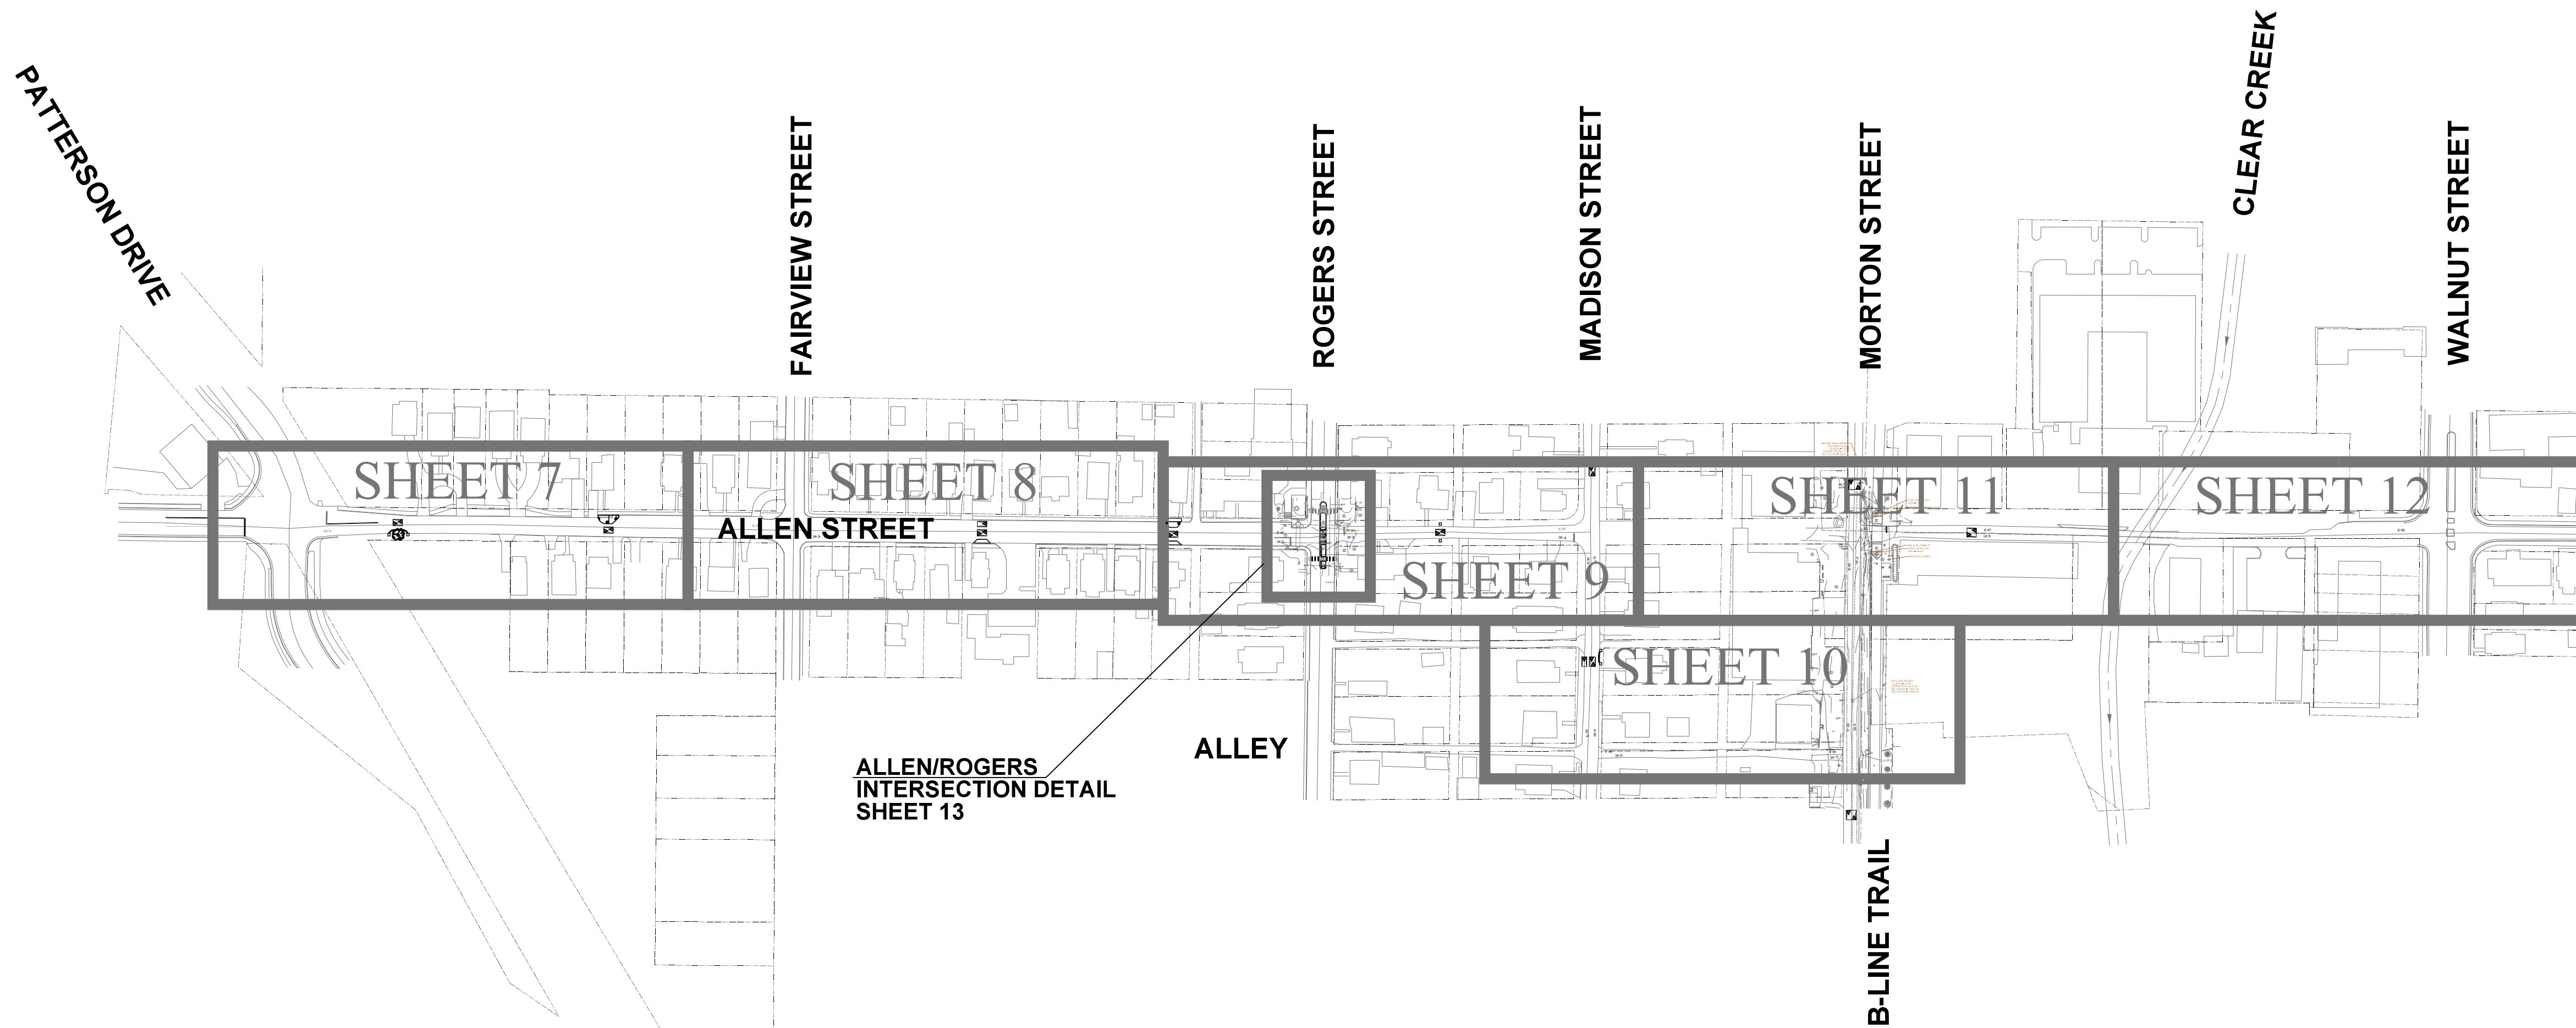 PATTERSON DRIVE
FAIRVIEW STREET
ROGERS STREET
MADISON STREET
MORTON STREET
CLEAR CREEK
WALNUT STREET
SHEET 7
SHEET 8
SHEET 11
SHEET 12
ALLEN STREET
SHEET 9
SHEET 10
ALLEY
ALLEN/ROGERS
INTERSECTION DETAIL
SHEET 13
B-LINE TRAIL